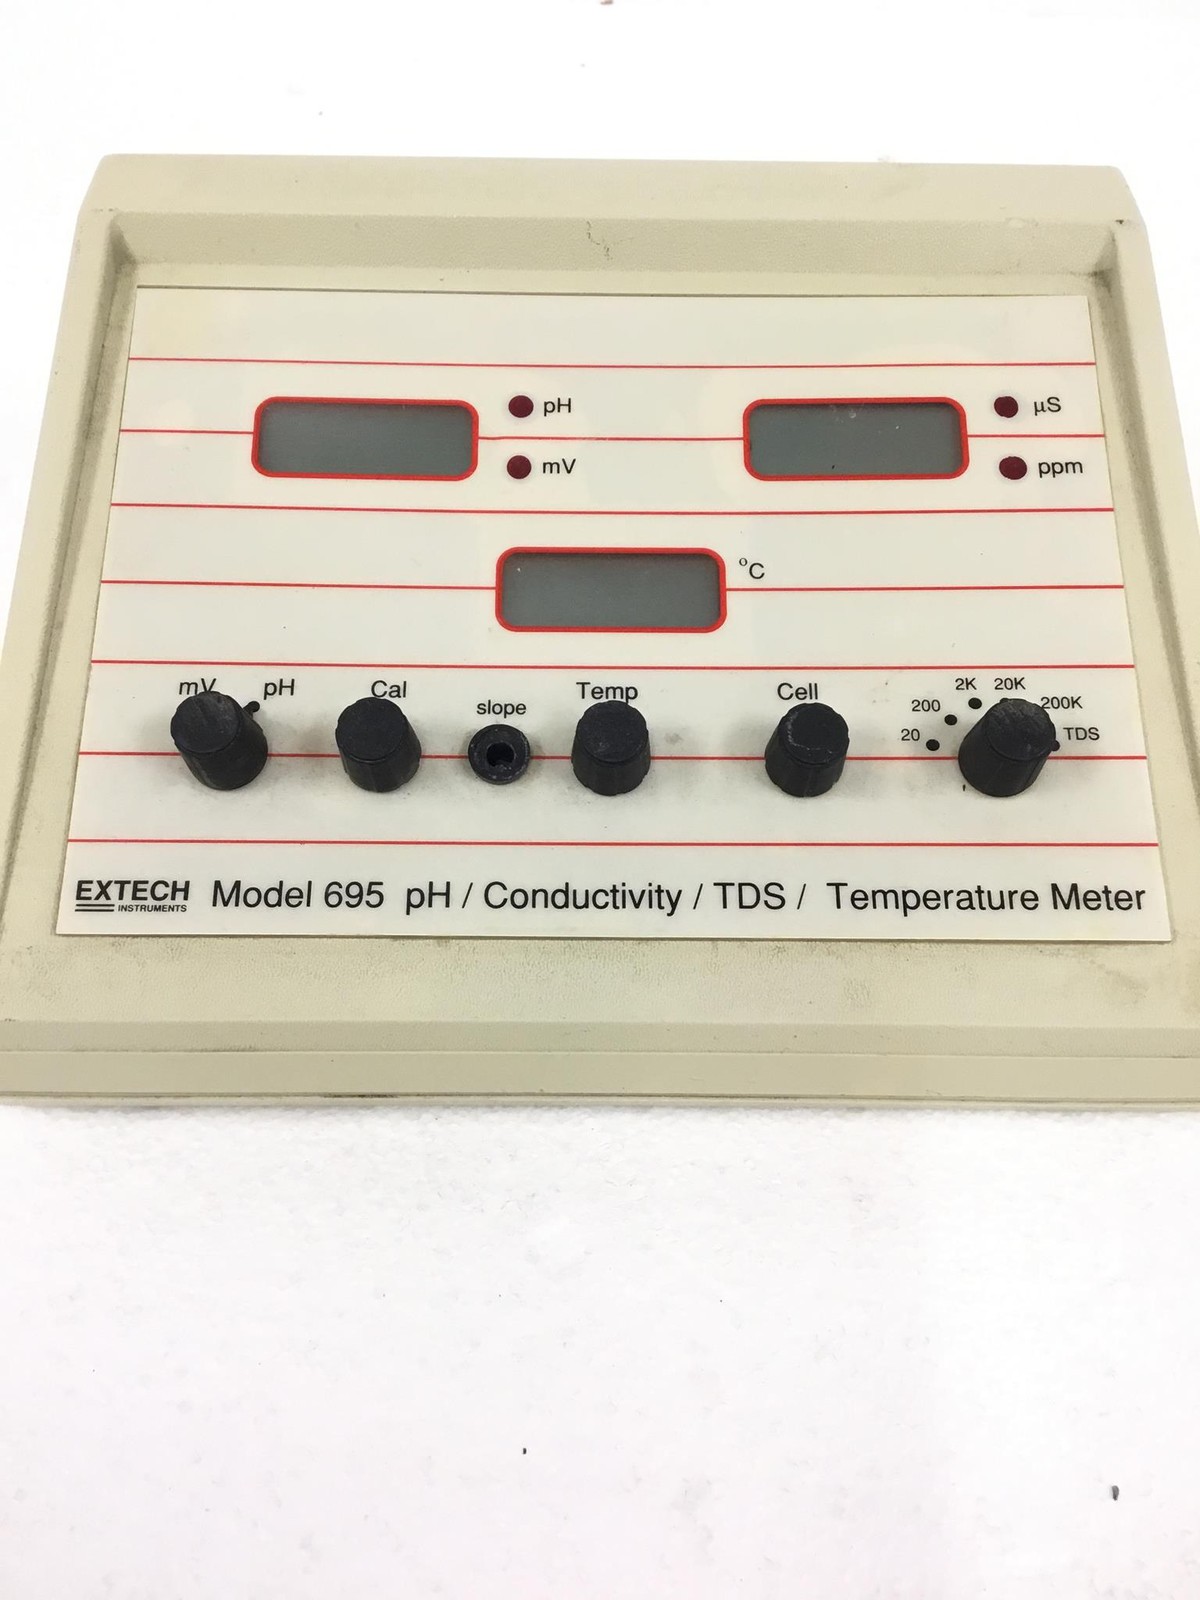 pH
mV
µS
ppm
°C
mV pH
Cal
slope
Temp
Cell
20 200 2K 20K 200K TDS
EXTECH INSTRUMENTS Model 695 pH / Conductivity / TDS / Temperature Meter